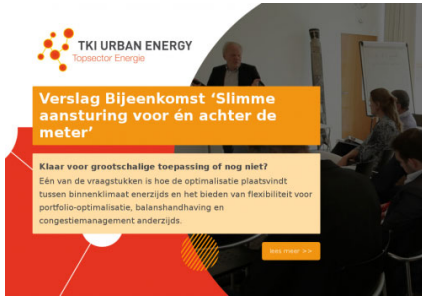 TKI URBAN ENERGY
Topsector Energie
Verslag Bijeenkomst ‘Slimme
aansturing voor én achter de
meter’
Klaar voor grootschalige toepassing of nog niet?
Eén van de vraagstukken is hoe de optimalisatie plaatsvindt
tussen binnenklimaat enerzijds en het bieden van flexibiliteit voor
portfolio-optimalisatie, balanshandhaving en
congestiemanagement anderzijds.
lees meer >>